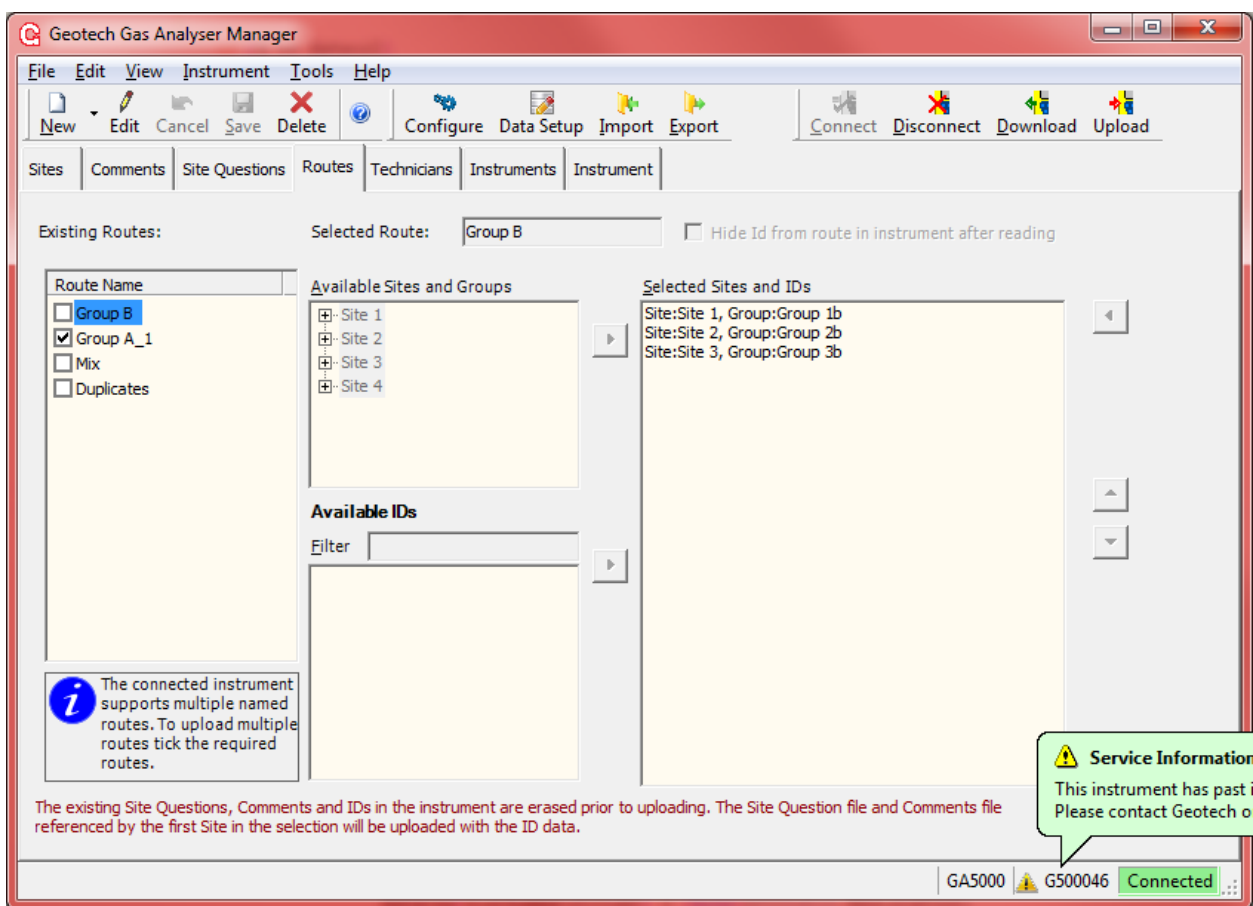 Geotech Gas Analyser Manager
File Edit View Instrument Tools Help
New Edit Cancel Save Delete Configure Data Setup Import Export Connect Disconnect Download Upload
Sites Comments Site Questions Routes Technicians Instruments Instrument
Existing Routes: Selected Route: Group B Hide Id from route in instrument after reading
Route Name
Group B
Group A_1
Mix
Duplicates
Available Sites and Groups
Site 1
Site 2
Site 3
Site 4
Selected Sites and IDs
Site:Site 1, Group:Group 1b
Site:Site 2, Group:Group 2b
Site:Site 3, Group:Group 3b
Available IDs
Filter
The connected instrument
supports multiple named
routes. To upload multiple
routes tick the required
routes.
Service Information
This instrument has past
Please contact Geotech
The existing Site Questions, Comments and IDs in the instrument are erased prior to uploading. The Site Question file and Comments file
referenced by the first Site in the selection will be uploaded with the ID data.
GA5000 G500046 Connected